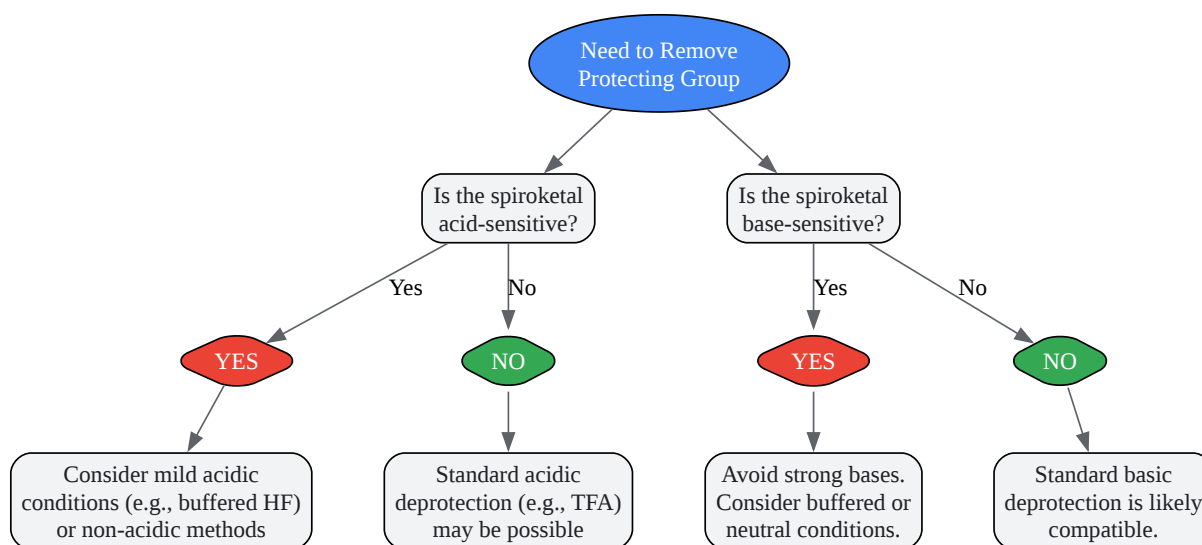 Need to Remove
Protecting Group
Is the spiroketal
acid-sensitive?
Is the spiroketal
base-sensitive?
Yes
No
Yes
No
YES
NO
YES
NO
Consider mild acidic
conditions (e.g., buffered HF)
or non-acidic methods
Standard acidic
deprotection (e.g., TFA)
may be possible
Avoid strong bases.
Consider buffered or
neutral conditions.
Standard basic
deprotection is likely
compatible.